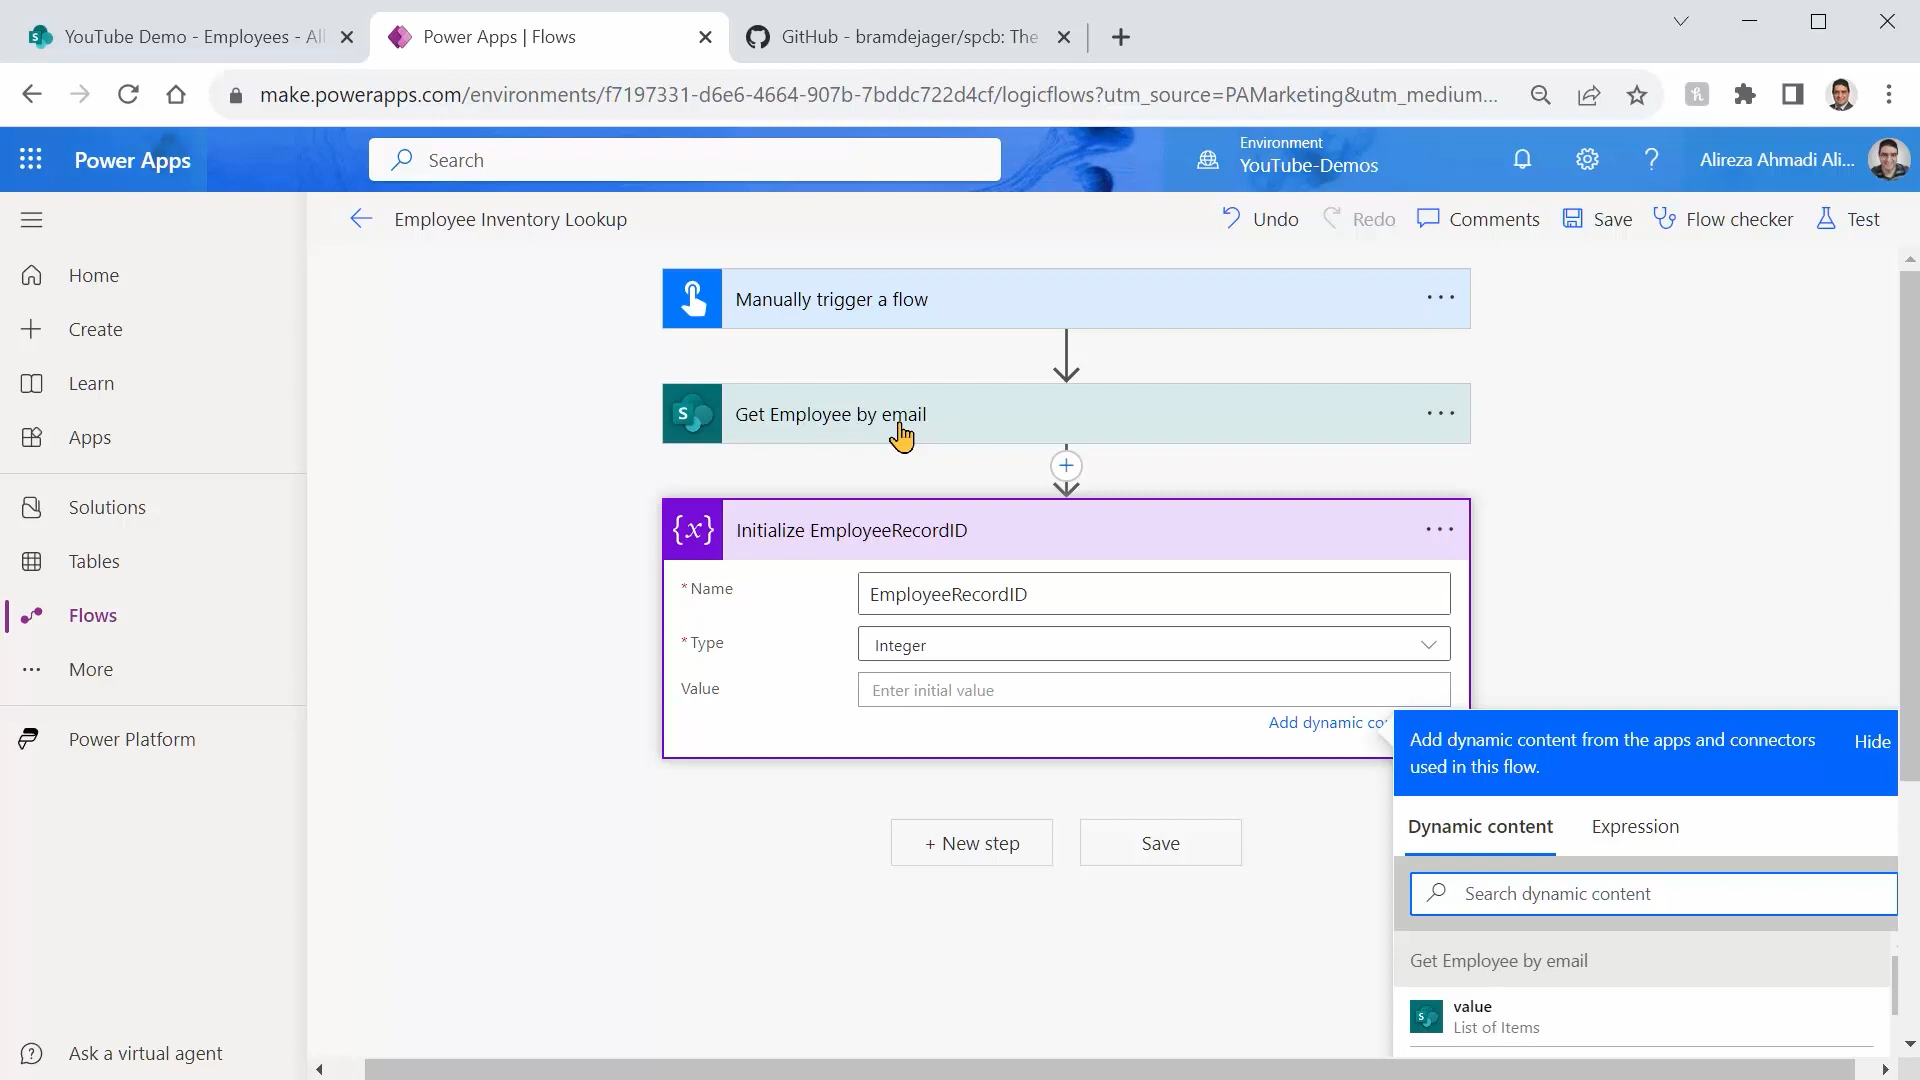 YouTube Demo - Employees - All
Power Apps | Flows
GitHub - bramdejager/spcb: The
make.powerapps.com/environments/f7197331-d6e6-4664-907b-7bddc722d4cf/logicflows?utm_source=PAMarketing&utm_medium...
Power Apps
Search
Environment
YouTube-Demos
Alireza Ahmadi Ali...
Employee Inventory Lookup
Undo
Redo
Comments
Save
Flow checker
Test
Home
Create
Learn
Apps
Solutions
Tables
Flows
More
Power Platform
Ask a virtual agent
Manually trigger a flow
Get Employee by email
{x} Initialize EmployeeRecordID
* Name
EmployeeRecordID
* Type
Integer
Value
Enter initial value
Add dynamic co
+ New step
Save
Add dynamic content from the apps and connectors
used in this flow.
Hide
Dynamic content
Expression
Search dynamic content
Get Employee by email
value
List of Items